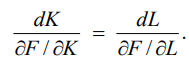 dK / (∂F / ∂K) = dL / (∂F / ∂L).